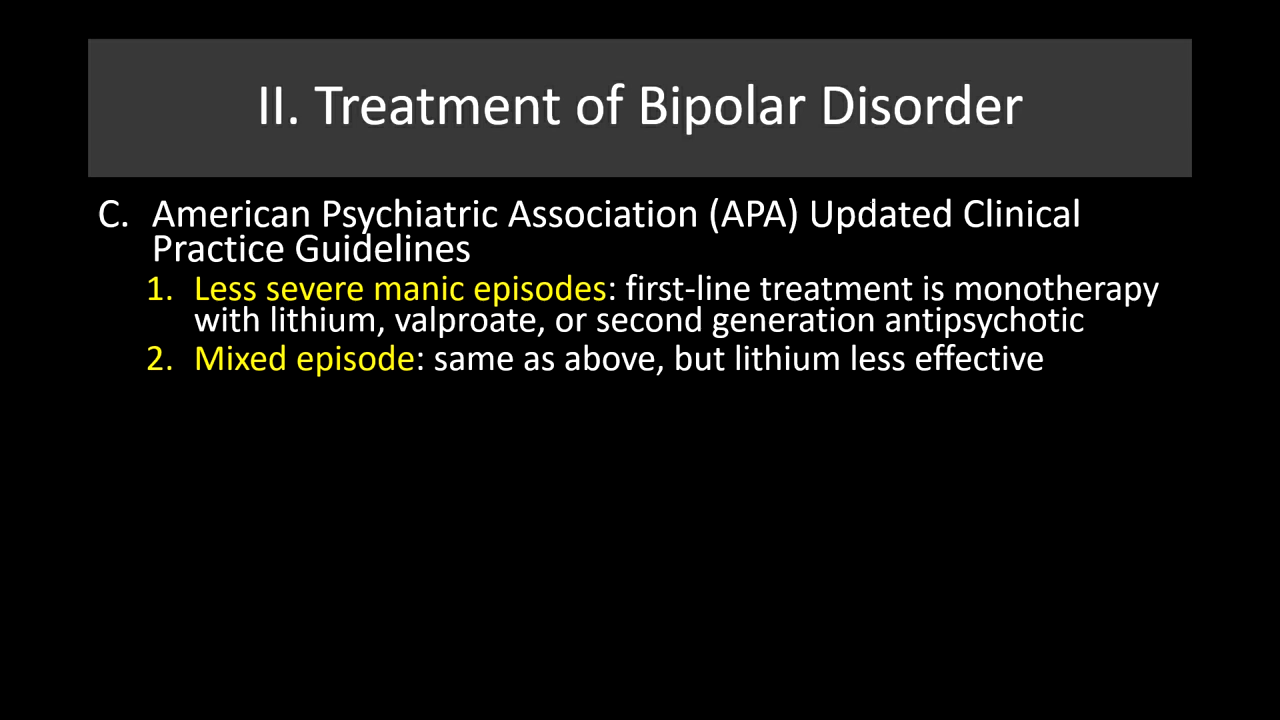 II. Treatment of Bipolar Disorder
C. American Psychiatric Association (APA) Updated Clinical
Practice Guidelines
1. Less severe manic episodes: first-line treatment is monotherapy
with lithium, valproate, or second generation antipsychotic
2. Mixed episode: same as above, but lithium less effective